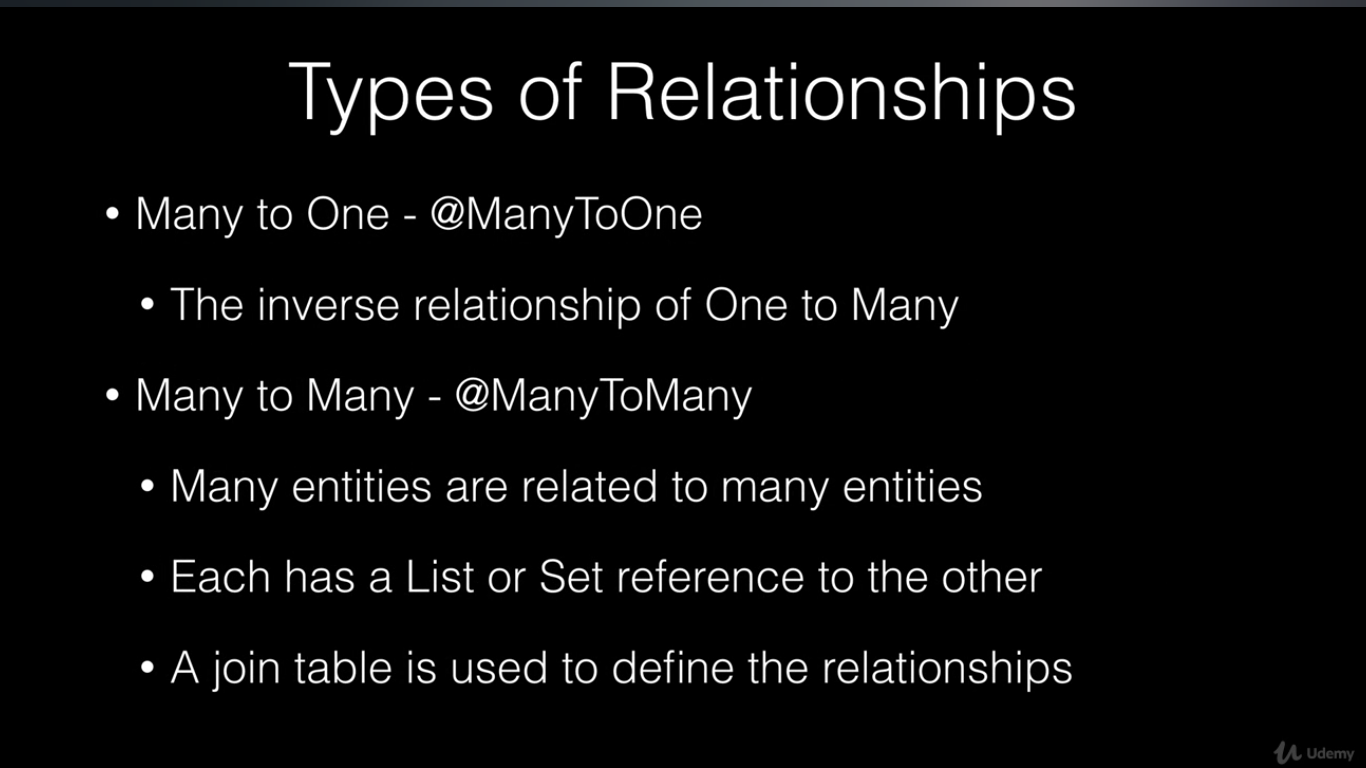 Types of Relationships
• Many to One - @ManyToOne
• The inverse relationship of One to Many
• Many to Many - @ManyToMany
• Many entities are related to many entities
• Each has a List or Set reference to the other
• A join table is used to define the relationships
Udemy